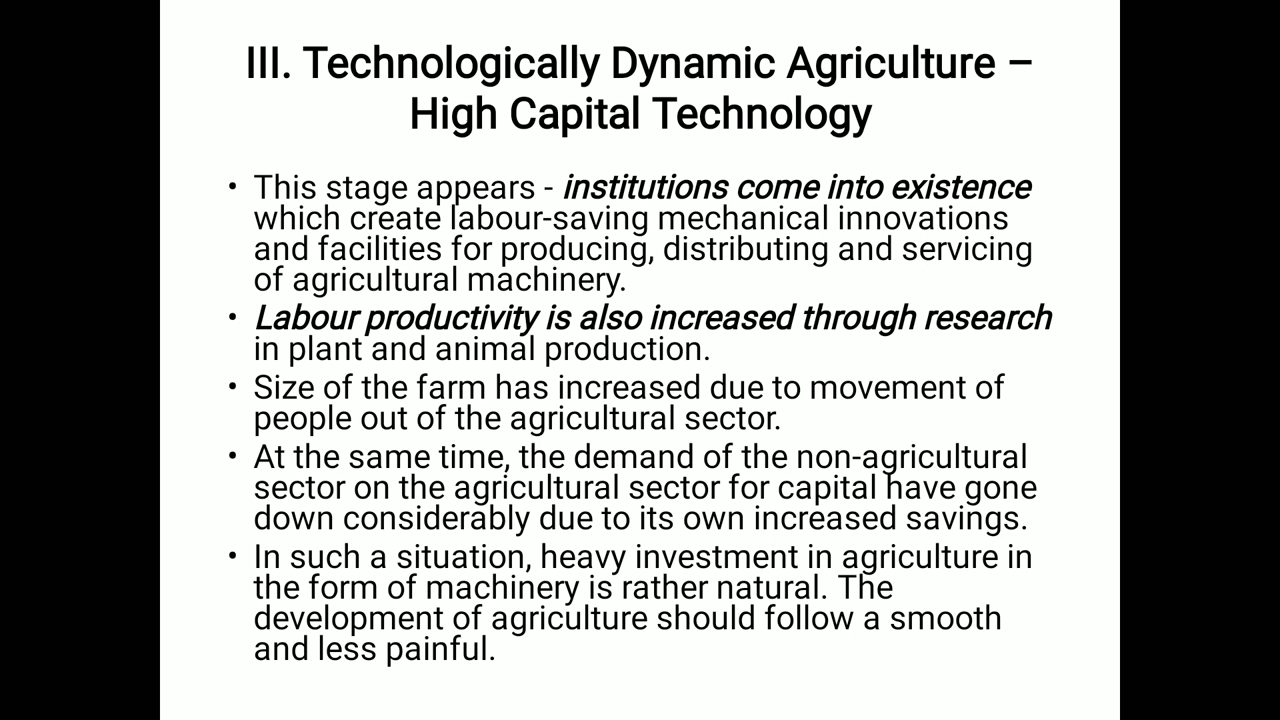 III. Technologically Dynamic Agriculture –
High Capital Technology
• This stage appears - institutions come into existence
which create labour-saving mechanical innovations
and facilities for producing, distributing and servicing
of agricultural machinery.
• Labour productivity is also increased through research
in plant and animal production.
• Size of the farm has increased due to movement of
people out of the agricultural sector.
• At the same time, the demand of the non-agricultural
sector on the agricultural sector for capital have gone
down considerably due to its own increased savings.
• In such a situation, heavy investment in agriculture in
the form of machinery is rather natural. The
development of agriculture should follow a smooth
and less painful.